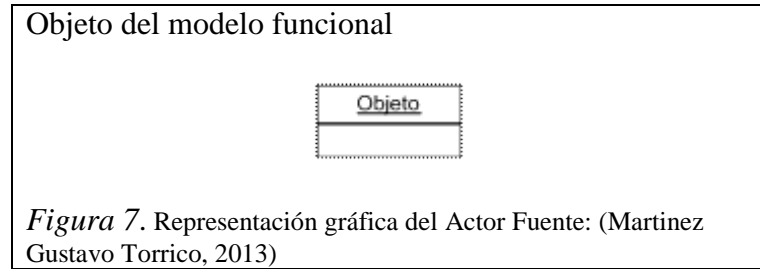 Objeto del modelo funcional
Objeto
Figura 7. Representación gráfica del Actor Fuente: (Martinez
Gustavo Torrico, 2013)